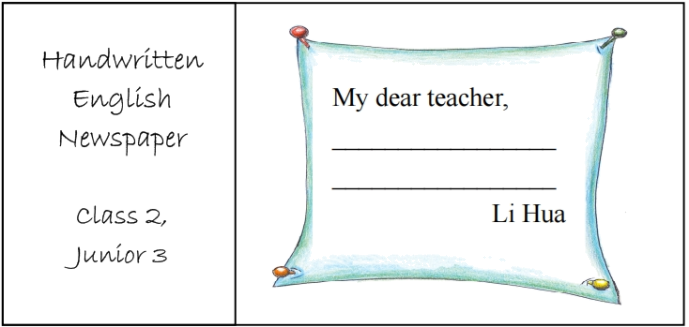 Handwritten
English
Newspaper
Class 2,
Junior 3
My dear teacher,
Li Hua